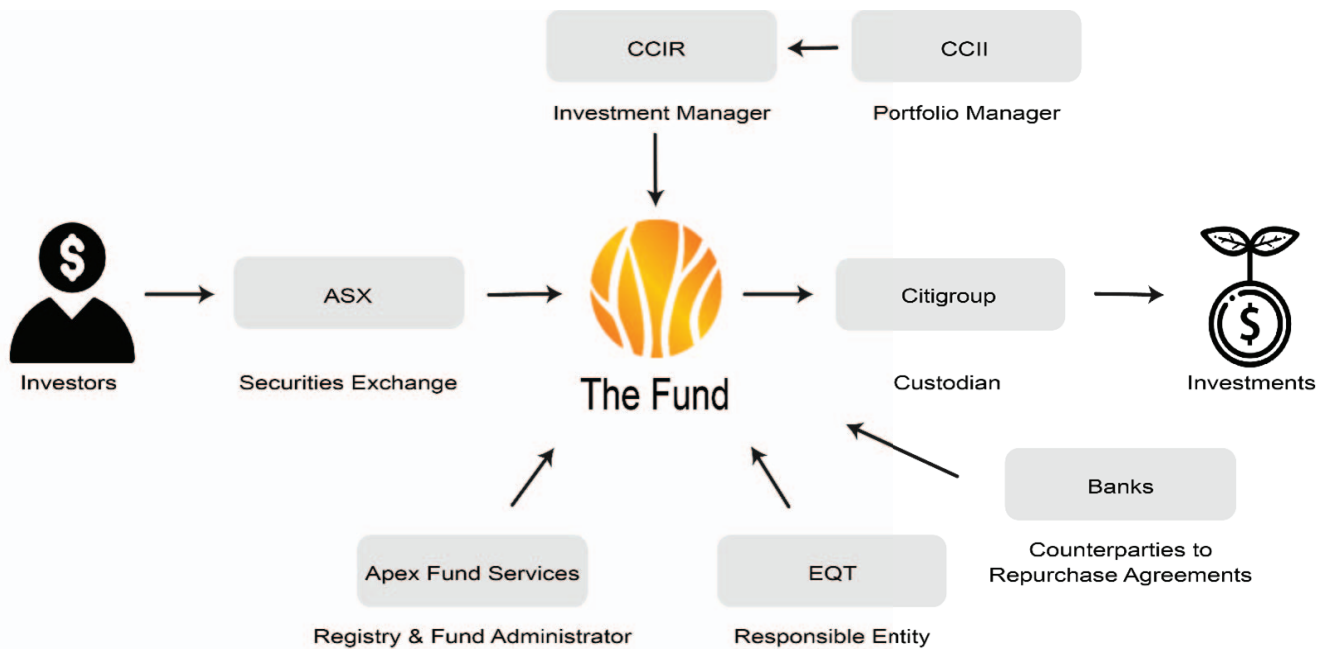 CCIR
CCII
Investment Manager
Portfolio Manager
$
ASX
Citigroup
$
Investors
Securities Exchange
The Fund
Custodian
Investments
Banks
Counterparties to
Repurchase Agreements
Apex Fund Services
EQT
Registry & Fund Administrator
Responsible Entity